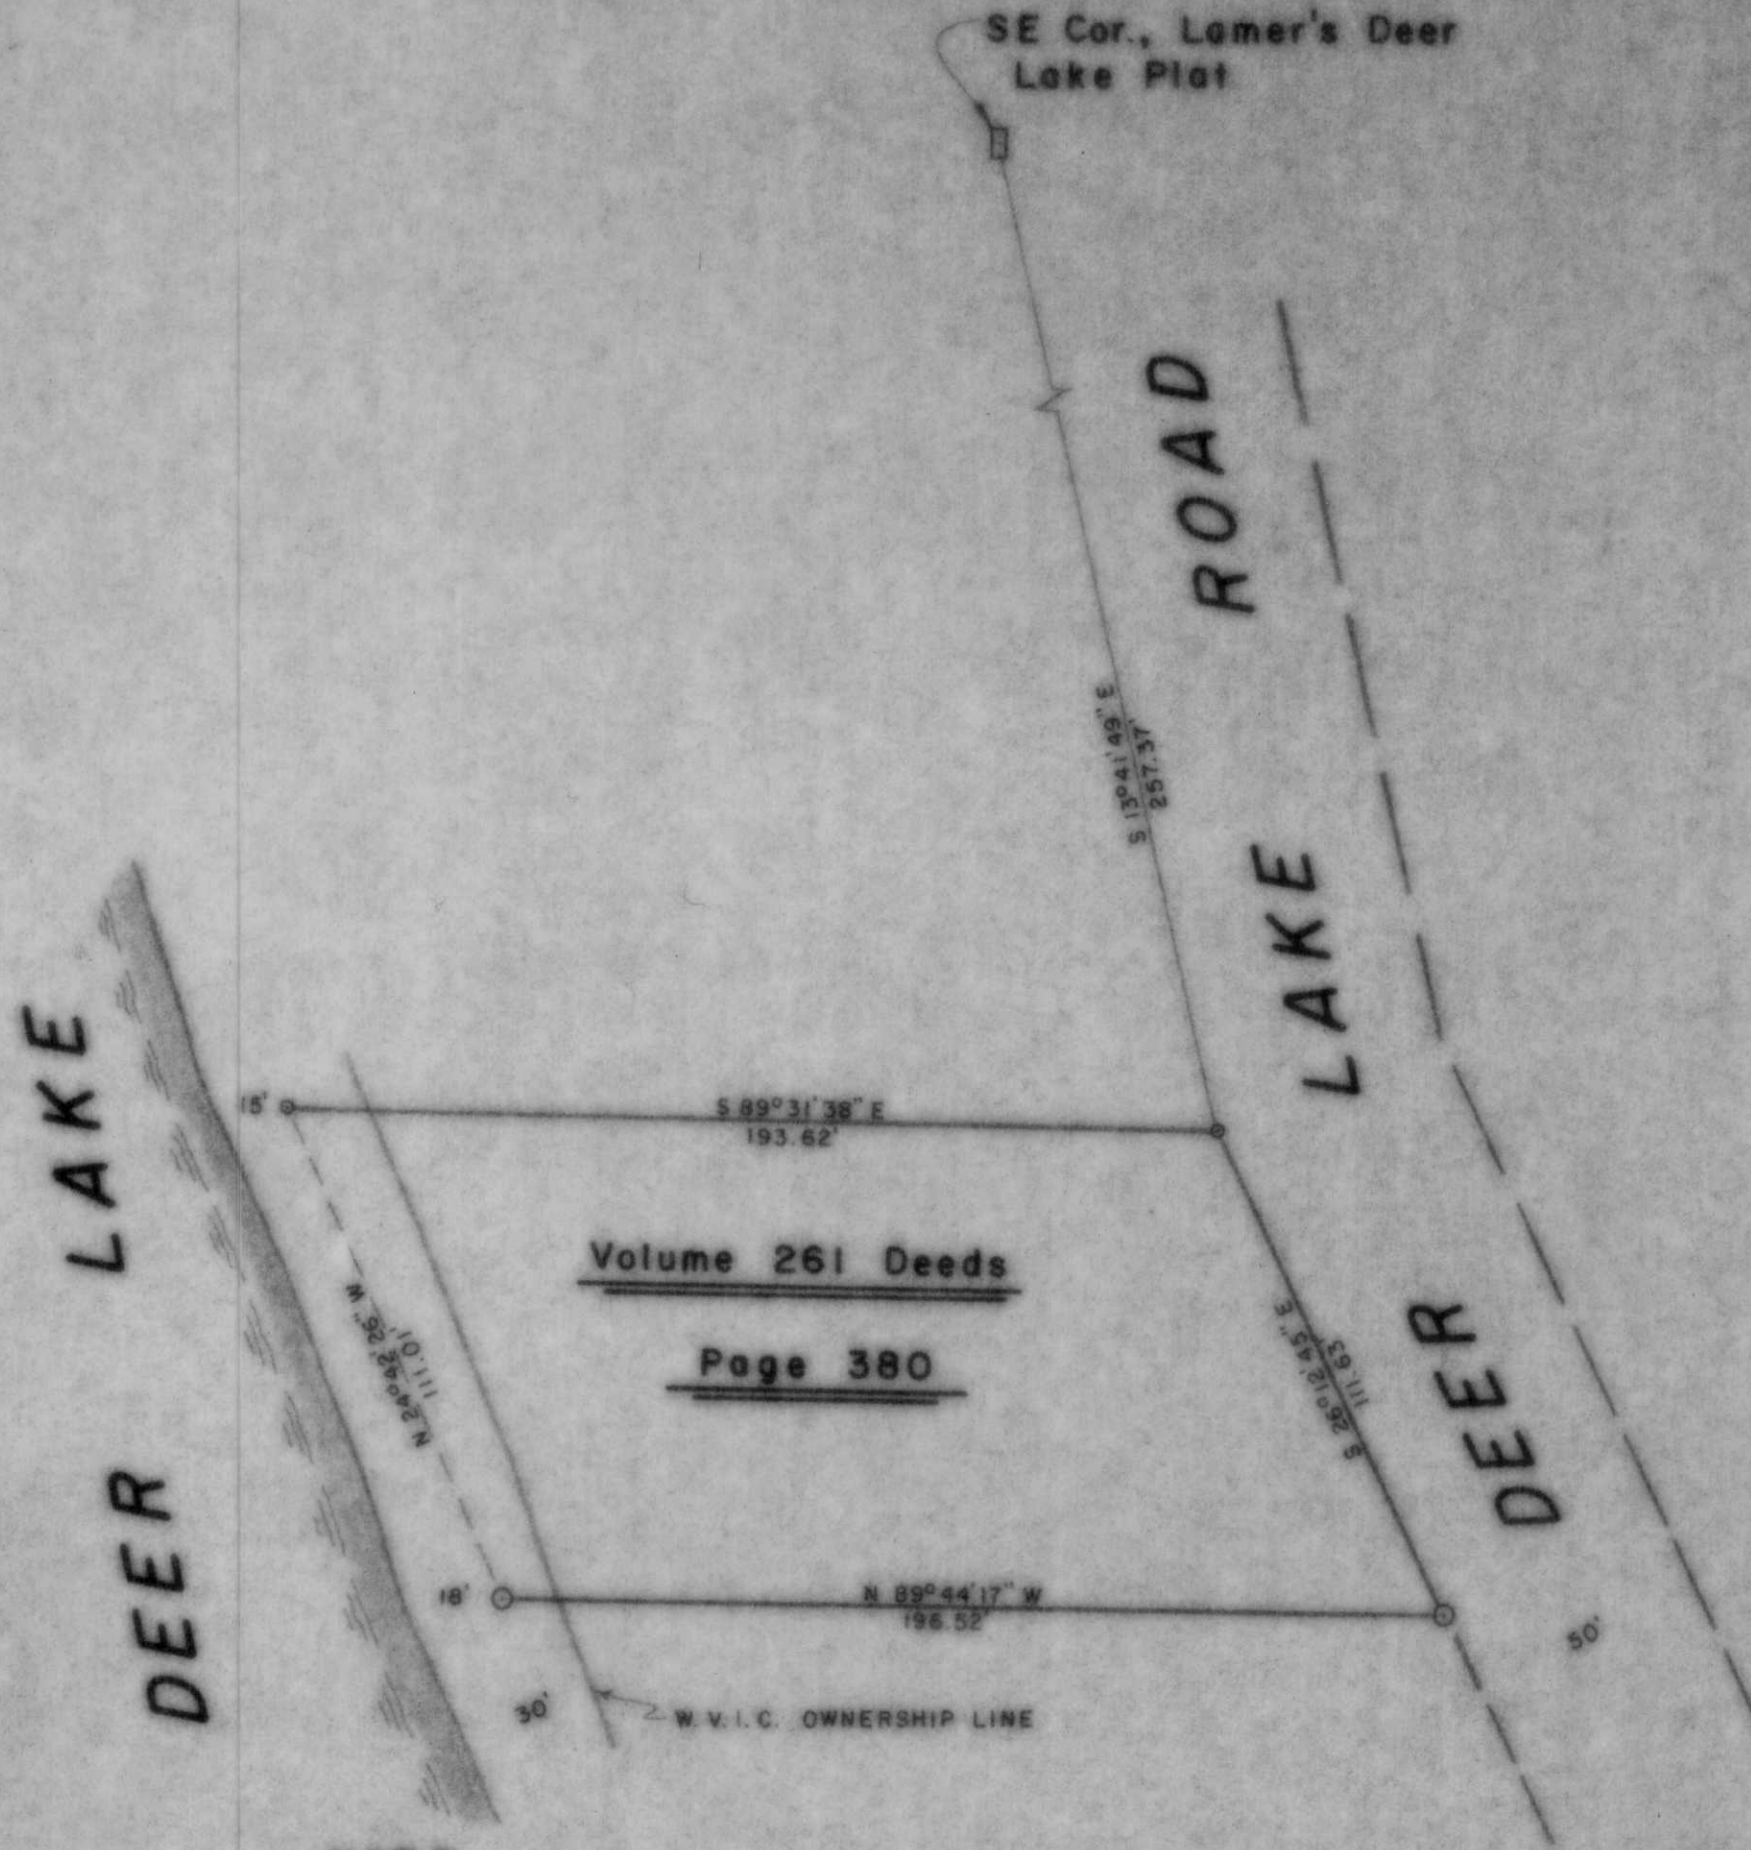 SE Cor., Lamer's Deer
Lake Plat
DEER LAKE ROAD
S 13°41'49" E
257.37'
DEER LAKE
15'
S 89°31'38" E
193.62'
Volume 261 Deeds
Page 380
N 24°42'26" W
111.01'
S 26°12'45" E
111.63
18'
N 89°44'17" W
196.52'
50'
30'
W.V.I.C. OWNERSHIP LINE